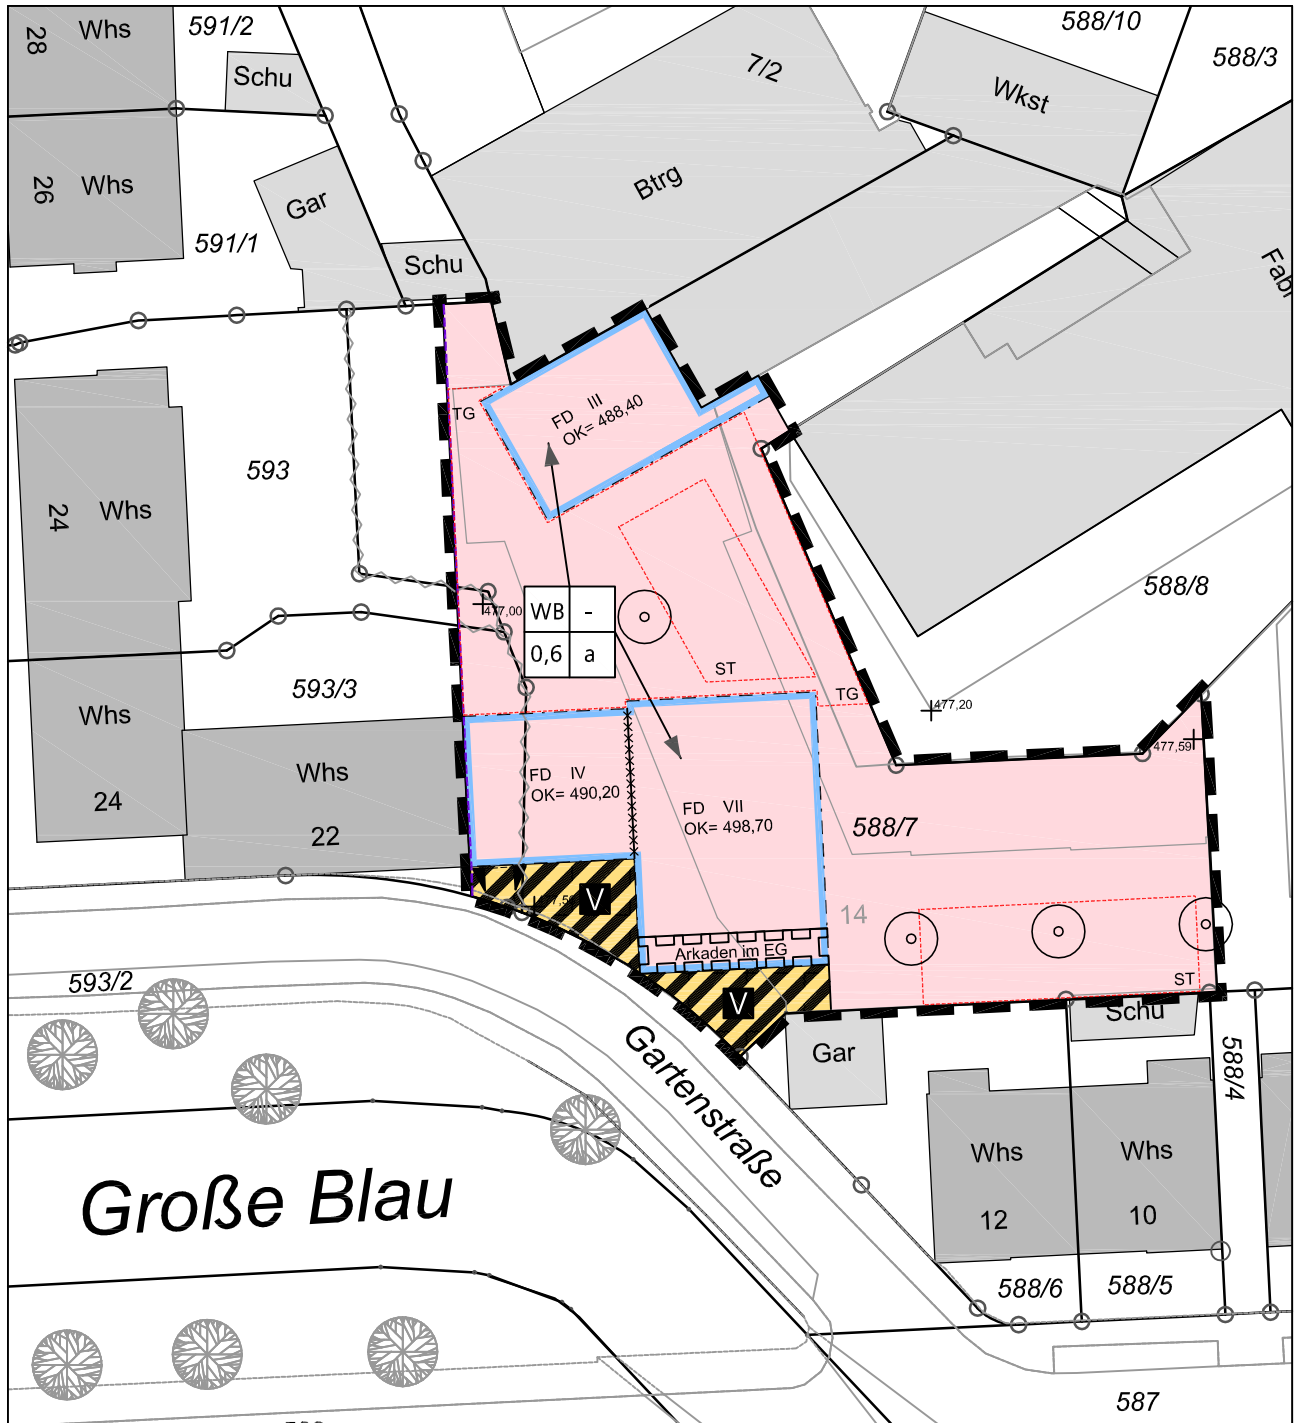 28
Whs
591/2
588/10
588/3
Schu
7/2
Wkst
26
Whs
Gar
Btrg
591/1
Schu
TG
FD III
OK= 488,40
593
24
Whs
477,00
WB -
0,6 a
588/8
ST
TG
593/3
477,20
477,59
Whs
24
Whs
22
FD IV
OK= 490,20
FD VII
OK= 498,70
588/7
V
14
Arkaden im EG
ST
593/2
V
Schu
Gar
588/4
Gartenstraße
Whs
12
Whs
10
Große Blau
588/6
588/5
587